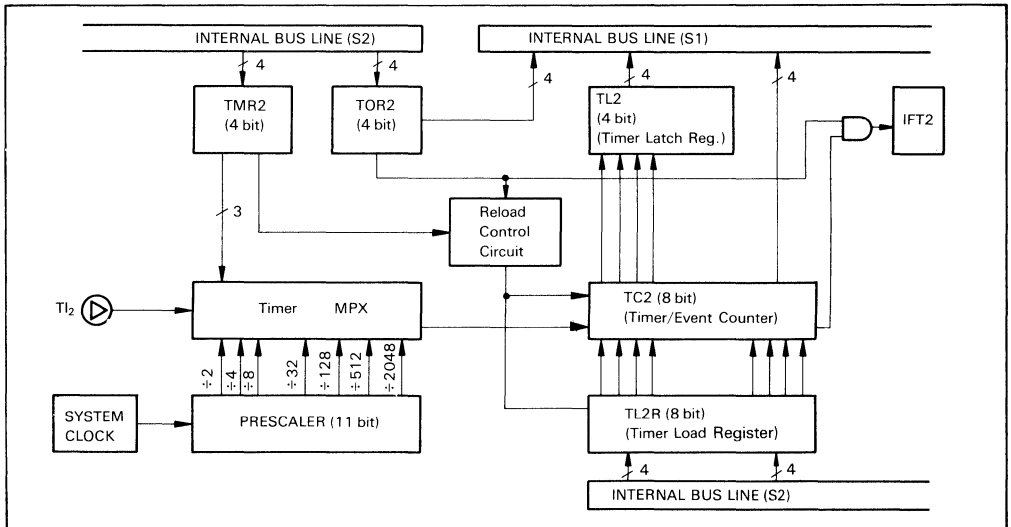 INTERNAL BUS LINE (S2)
INTERNAL BUS LINE (S1)
4
4
4
4
4
TMR2
(4 bit)
TOR2
(4 bit)
TL2
(4 bit)
(Timer Latch Reg.)
IFT2
3
Reload
Control
Circuit
TI₂
Timer MPX
TC2 (8 bit)
(Timer/Event Counter)
÷2
÷4
÷8
÷32
÷128
÷512
÷2048
SYSTEM
CLOCK
PRESCALER (11 bit)
TL2R (8 bit)
(Timer Load Register)
4
4
INTERNAL BUS LINE (S2)